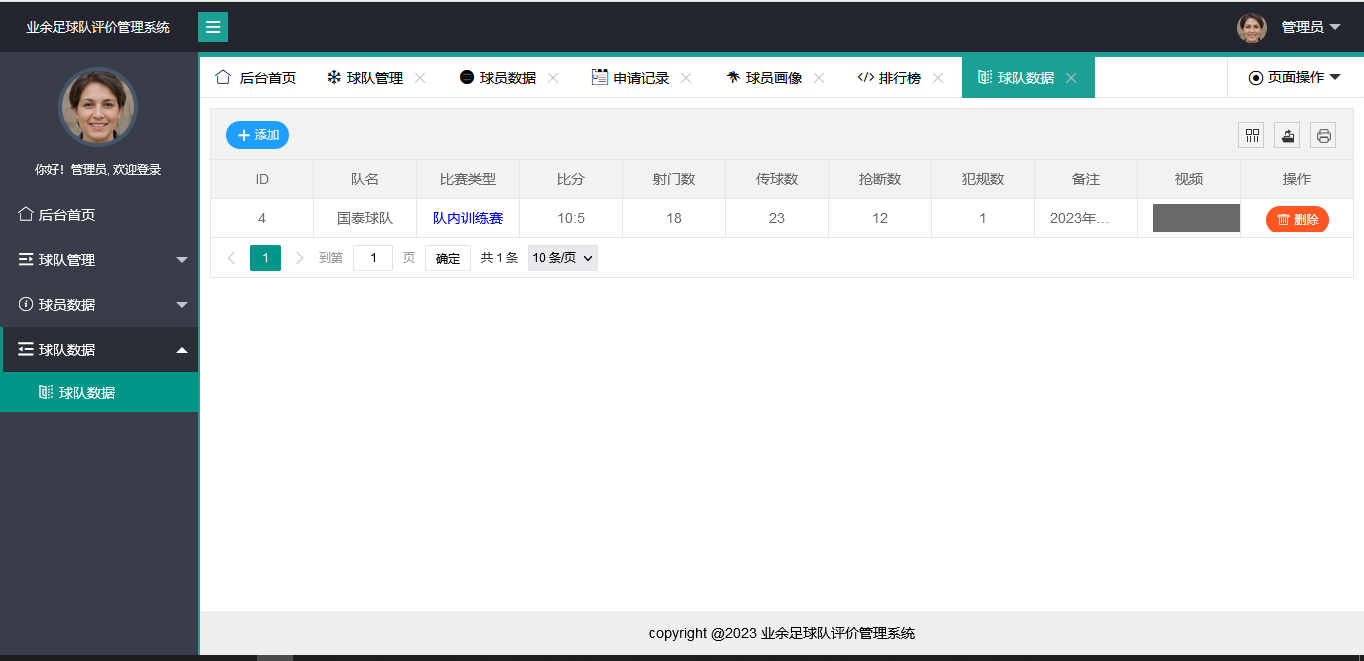 业余足球队评价管理系统
管理员
你好！管理员, 欢迎登录
后台首页
球队管理
球员数据
球队数据
球队数据
后台首页 球队管理 球员数据 申请记录 球员画像 排行榜 球队数据 页面操作
添加
ID 队名 比赛类型 比分 射门数 传球数 抢断数 犯规数 备注 视频 操作
4 国泰球队 队内训练赛 10:5 18 23 12 1 2023年... 删除
1 到第 1 页 确定 共 1 条 10 条/页
copyright @2023 业余足球队评价管理系统